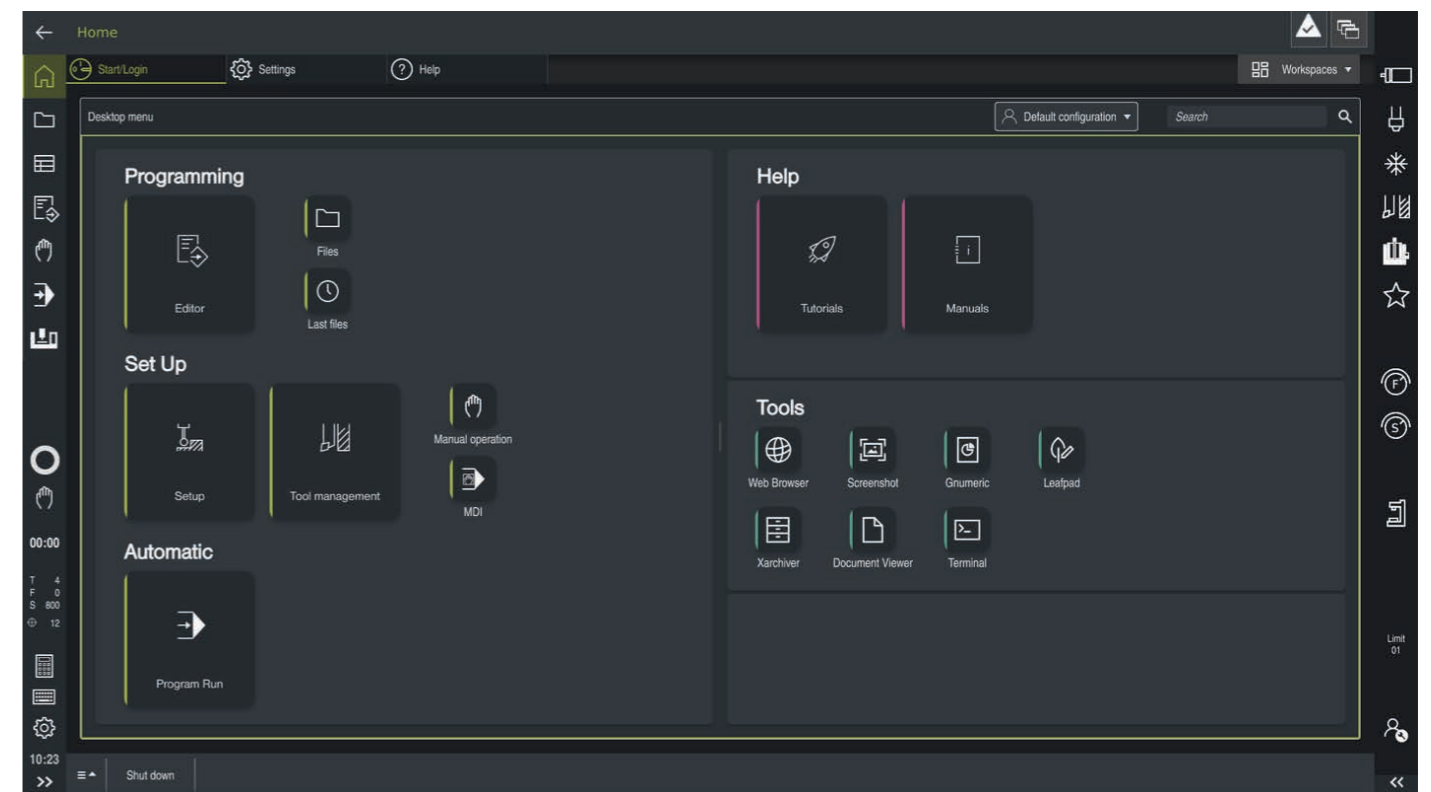 Home
Start/Login
Settings
? Help
Workspaces
Desktop menu
Default configuration
Search
Programming
Editor
Files
Last files
Set Up
Setup
Tool management
Manual operation
MDI
Automatic
Program Run
Help
Tutorials
i
Manuals
Tools
Web Browser
Screenshot
Gnumeric
Leafpad
Xarchiver
Document Viewer
Terminal
00:00
T 4
F 0
S 800
12
10:23
Shut down
F
S
Limit
01